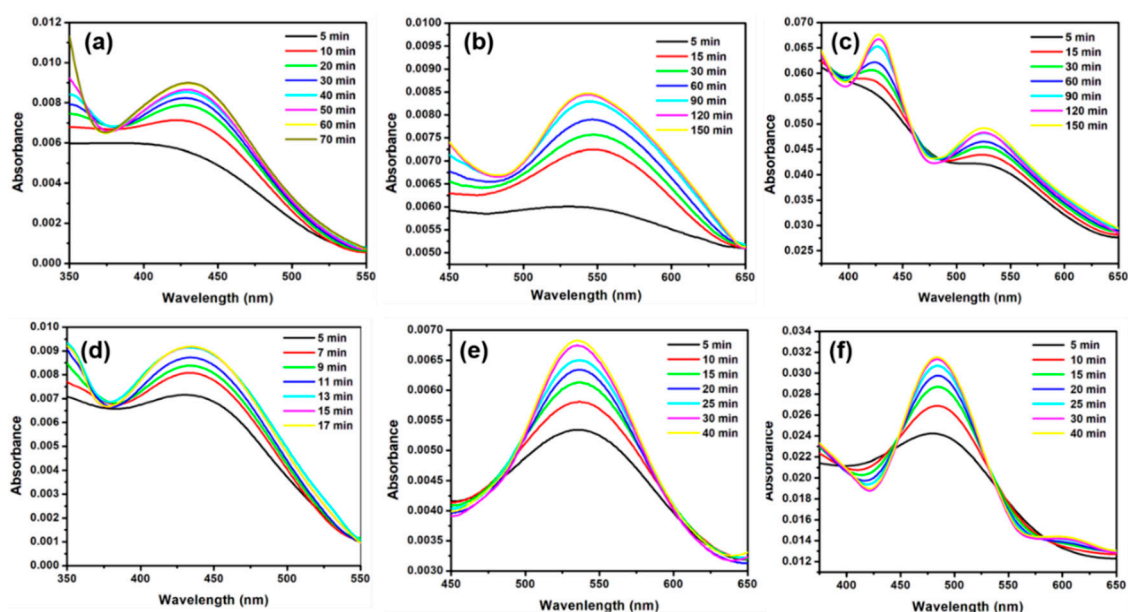 (a)
5 min
10 min
20 min
30 min
40 min
50 min
60 min
70 min
0.012
0.010
0.008
0.006
0.004
0.002
0.000
Absorbance
350 400 450 500 550
Wavelength (nm)
(b)
5 min
15 min
30 min
60 min
90 min
120 min
150 min
0.0100
0.0095
0.0090
0.0085
0.0080
0.0075
0.0070
0.0065
0.0060
0.0055
0.0050
Absorbance
450 500 550 600 650
Wavelength (nm)
(c)
5 min
15 min
30 min
60 min
90 min
120 min
150 min
0.070
0.065
0.060
0.055
0.050
0.045
0.040
0.035
0.030
0.025
Absorbance
400 450 500 550 600 650
Wavelength (nm)
(d)
5 min
7 min
9 min
11 min
13 min
15 min
17 min
0.010
0.009
0.008
0.007
0.006
0.005
0.004
0.003
0.002
0.001
0.000
Absorbance
350 400 450 500 550
Wavelength (nm)
(e)
5 min
10 min
15 min
20 min
25 min
30 min
40 min
0.0070
0.0065
0.0060
0.0055
0.0050
0.0045
0.0040
0.0035
0.0030
Absorbance
450 500 550 600 650
Wavenlength (nm)
(f)
5 min
10 min
15 min
20 min
25 min
30 min
40 min
0.034
0.032
0.030
0.028
0.026
0.024
0.022
0.020
0.018
0.016
0.014
0.012
Absorbance
400 450 500 550 600 650
Wavelength (nm)